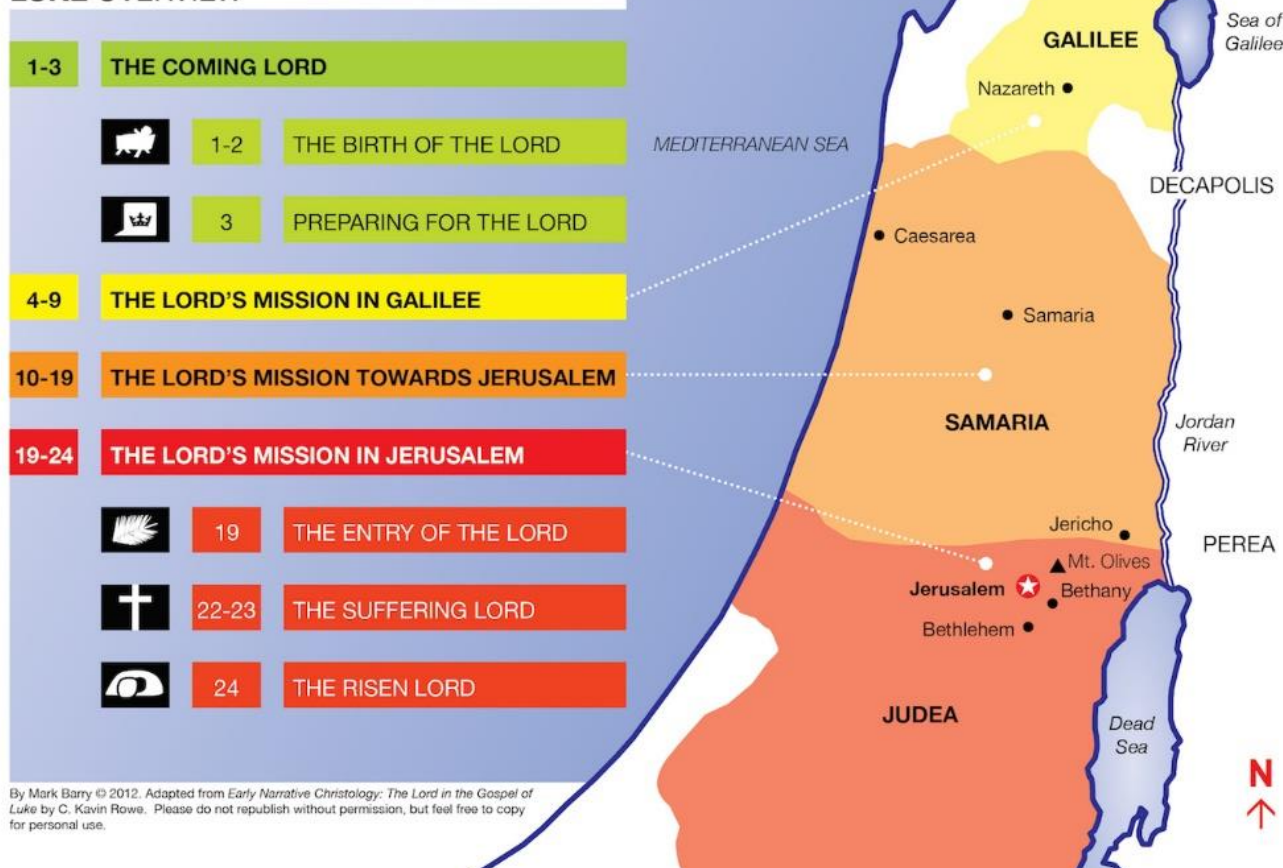 LUKE OVERVIEW
1-3 THE COMING LORD
1-2 THE BIRTH OF THE LORD
3 PREPARING FOR THE LORD
4-9 THE LORD'S MISSION IN GALILEE
10-19 THE LORD'S MISSION TOWARDS JERUSALEM
19-24 THE LORD'S MISSION IN JERUSALEM
19 THE ENTRY OF THE LORD
22-23 THE SUFFERING LORD
24 THE RISEN LORD
By Mark Barry © 2012. Adapted from Early Narrative Christology: The Lord in the Gospel of
Luke by C. Kavin Rowe. Please do not republish without permission, but feel free to copy
for personal use.
MEDITERRANEAN SEA
Sea of
Galilee
GALILEE
Nazareth
DECAPOLIS
Caesarea
Samaria
SAMARIA
Jordan
River
Jericho
PEREA
Mt. Olives
Jerusalem
Bethany
Bethlehem
JUDEA
Dead
Sea
N